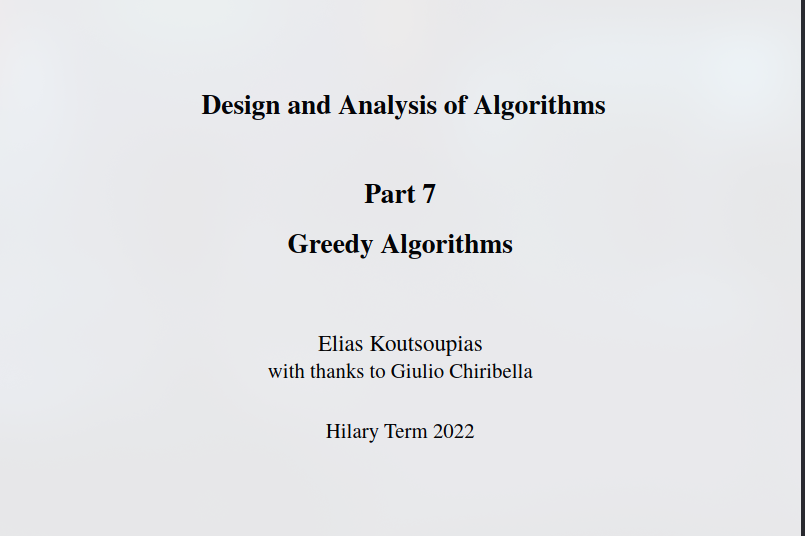 Design and Analysis of Algorithms
Part 7
Greedy Algorithms
Elias Koutsoupias
with thanks to Giulio Chiribella
Hilary Term 2022